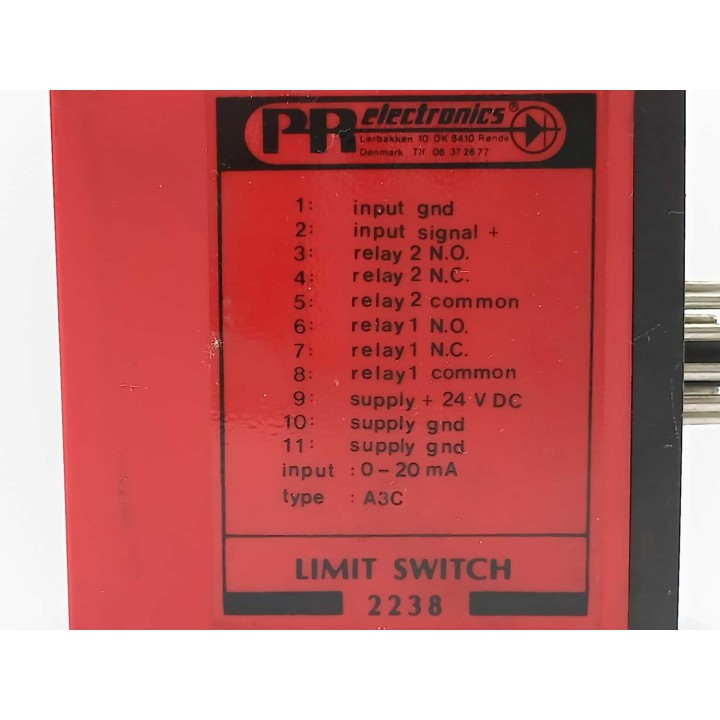 PR electronics®
Lerbakken 10 DK 8410 Rønde
Denmark Tlf 06 37 26 77
1: input gnd
2: input signal +
3: relay 2 N.O.
4: relay 2 N.C.
5: relay 2 common
6: relay 1 N.O.
7: relay 1 N.C.
8: relay 1 common
9: supply + 24 V DC
10: supply gnd
11: supply gnd
input : 0-20 mA
type : A3C
LIMIT SWITCH
2238